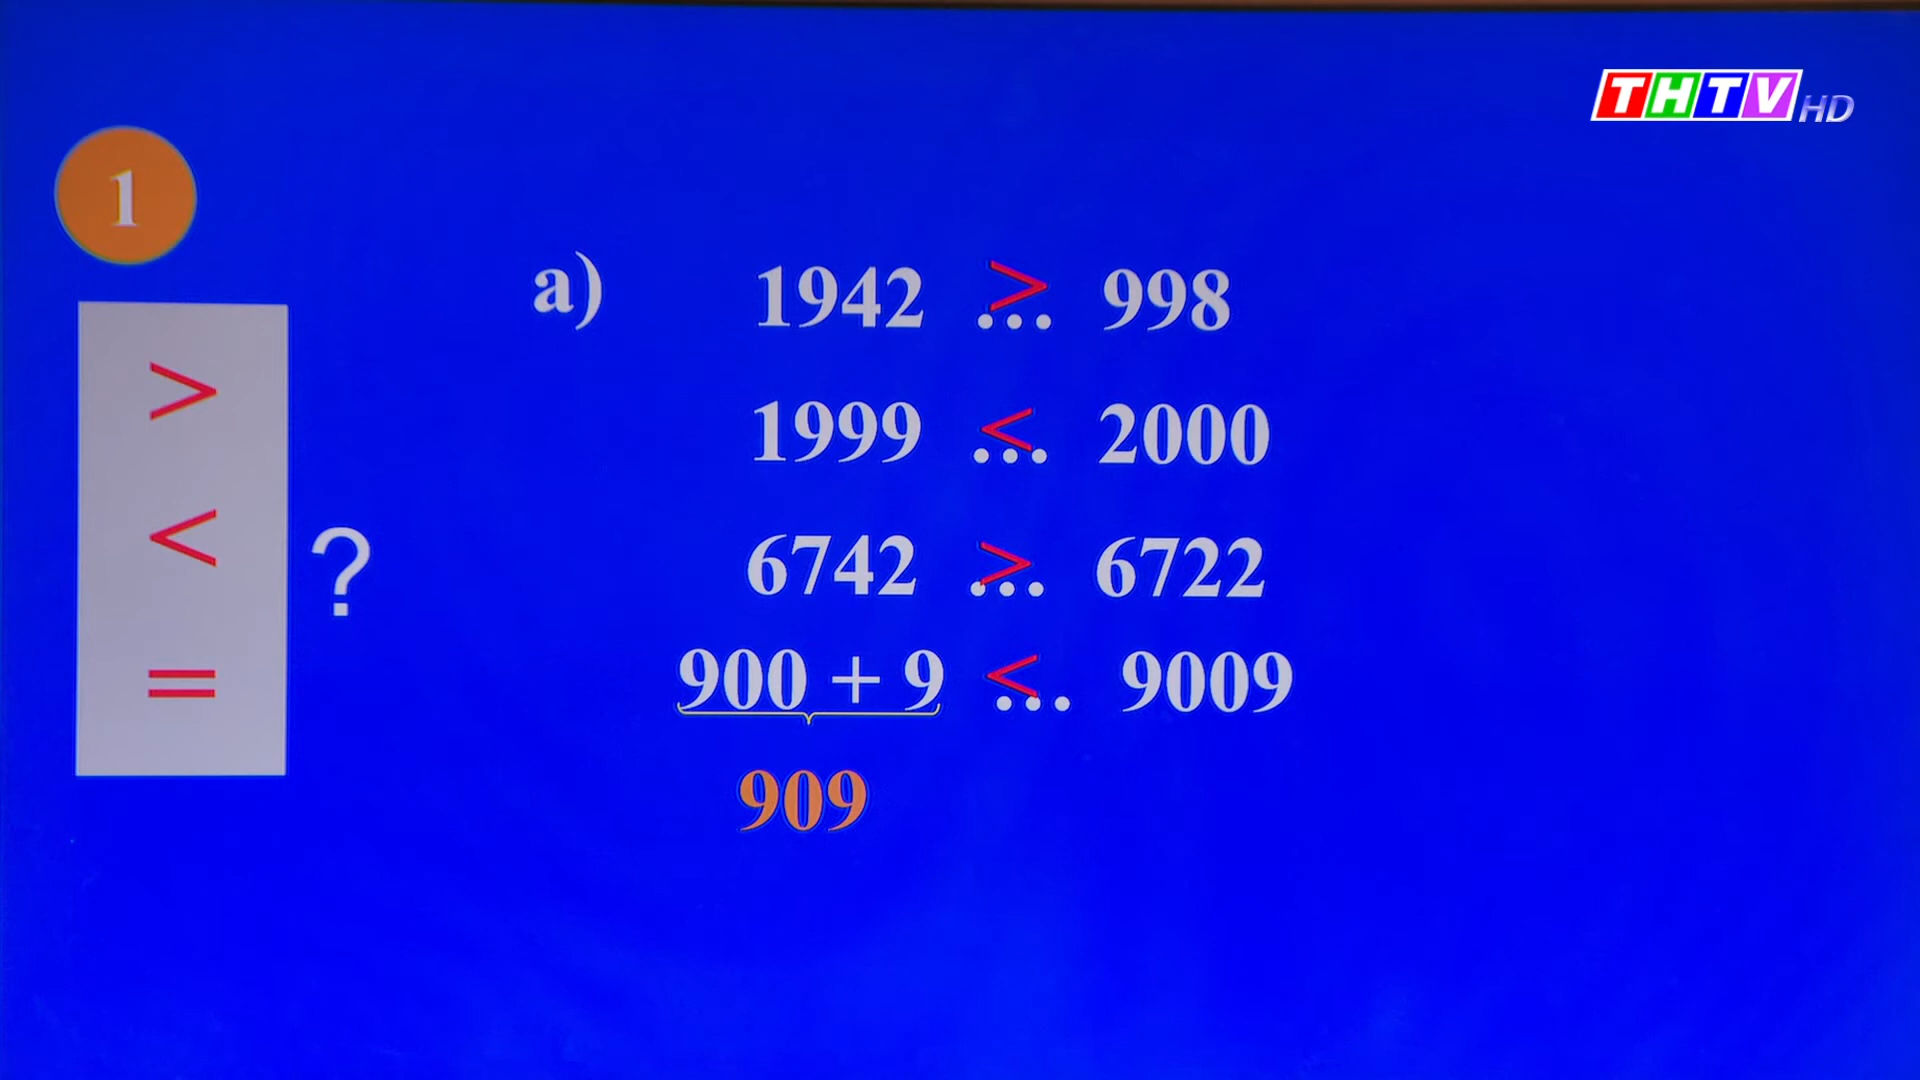 THTV HD
1
>
<
=
?
a) 1942 ... > 998
1999 ... < 2000
6742 ... > 6722
900 + 9 ... < 9009
909